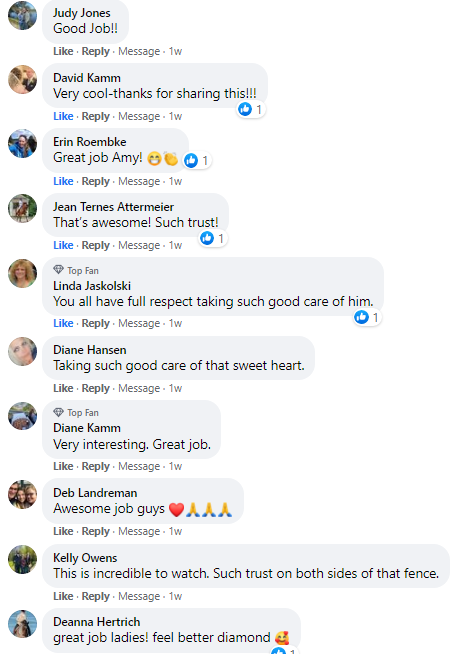 Judy Jones
Good Job!!
Like · Reply · Message · 1w
David Kamm
Very cool-thanks for sharing this!!!
1
Like · Reply · Message · 1w
Erin Roembke
Great job Amy! 😁👏
1
Like · Reply · Message · 1w
Jean Ternes Attermeier
That's awesome! Such trust!
1
Like · Reply · Message · 1w
Top Fan
Linda Jaskolski
You all have full respect taking such good care of him.
1
Like · Reply · Message · 1w
Diane Hansen
Taking such good care of that sweet heart.
Like · Reply · Message · 1w
Top Fan
Diane Kamm
Very interesting. Great job.
Like · Reply · Message · 1w
Deb Landreman
Awesome job guys ❤️🙏🙏🙏
Like · Reply · Message · 1w
Kelly Owens
This is incredible to watch. Such trust on both sides of that fence.
Like · Reply · Message · 1w
Deanna Hertrich
great job ladies! feel better diamond 🥰
1